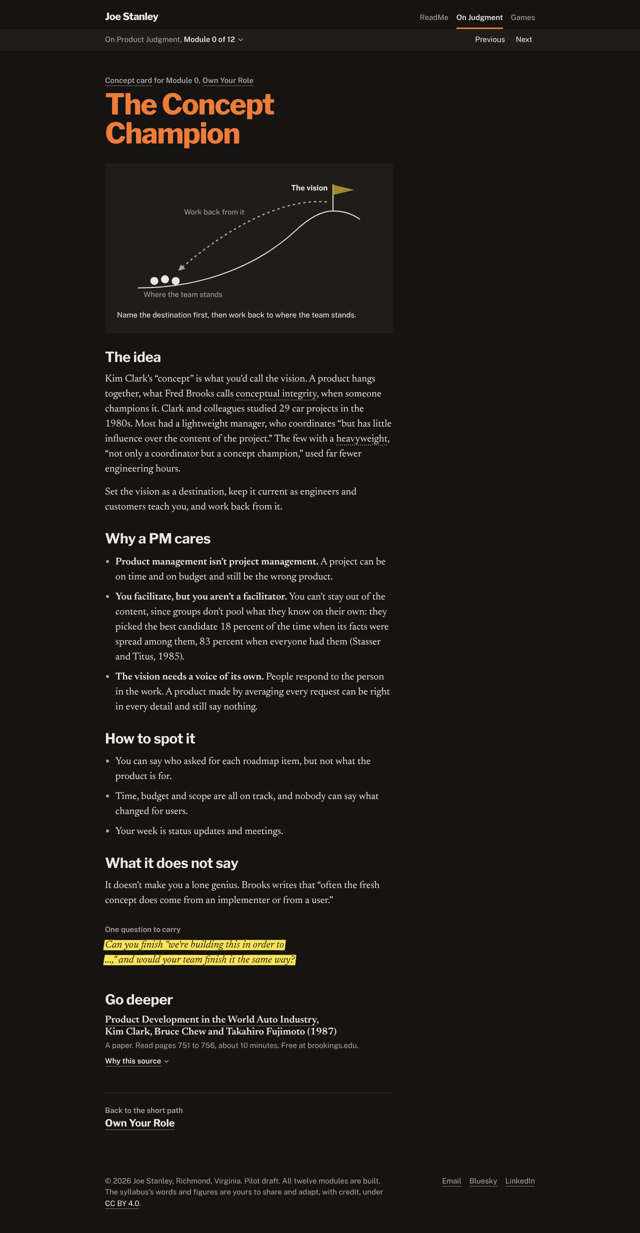 Joe Stanley
ReadMe On Judgment Games
On Product Judgment, Module 0 of 12
Previous Next
Concept card for Module 0, Own Your Role
The Concept
Champion
The vision
Work back from it
Where the team stands
Name the destination first, then work back to where the team stands.
The idea
Kim Clark’s “concept” is what you’d call the vision. A product hangs
together, what Fred Brooks calls conceptual integrity, when someone
champions it. Clark and colleagues studied 29 car projects in the
1980s. Most had a lightweight manager, who coordinates “but has little
influence over the content of the project.” The few with a heavyweight,
“not only a coordinator but a concept champion,” used far fewer
engineering hours.
Set the vision as a destination, keep it current as engineers and
customers teach you, and work back from it.
Why a PM cares
Product management isn’t project management. A project can be
on time and on budget and still be the wrong product.
You facilitate, but you aren’t a facilitator. You can’t stay out of the
content, since groups don’t pool what they know on their own: they
picked the best candidate 18 percent of the time when its facts were
spread among them, 83 percent when everyone had them (Stasser
and Titus, 1985).
The vision needs a voice of its own. People respond to the person
in the work. A product made by averaging every request can be right
in every detail and still say nothing.
How to spot it
You can say who asked for each roadmap item, but not what the
product is for.
Time, budget and scope are all on track, and nobody can say what
changed for users.
Your week is status updates and meetings.
What it does not say
It doesn’t make you a lone genius. Brooks writes that “often the fresh
concept does come from an implementer or from a user.”
One question to carry
Can you finish “we’re building this in order to
…,” and would your team finish it the same way?
Go deeper
Product Development in the World Auto Industry,
Kim Clark, Bruce Chew and Takahiro Fujimoto (1987)
A paper. Read pages 751 to 756, about 10 minutes. Free at brookings.edu.
Why this source
Back to the short path
Own Your Role
© 2026 Joe Stanley, Richmond, Virginia. Pilot draft. All twelve modules are built.
The syllabus’s words and figures are yours to share and adapt, with credit, under
CC BY 4.0.
Email Bluesky LinkedIn